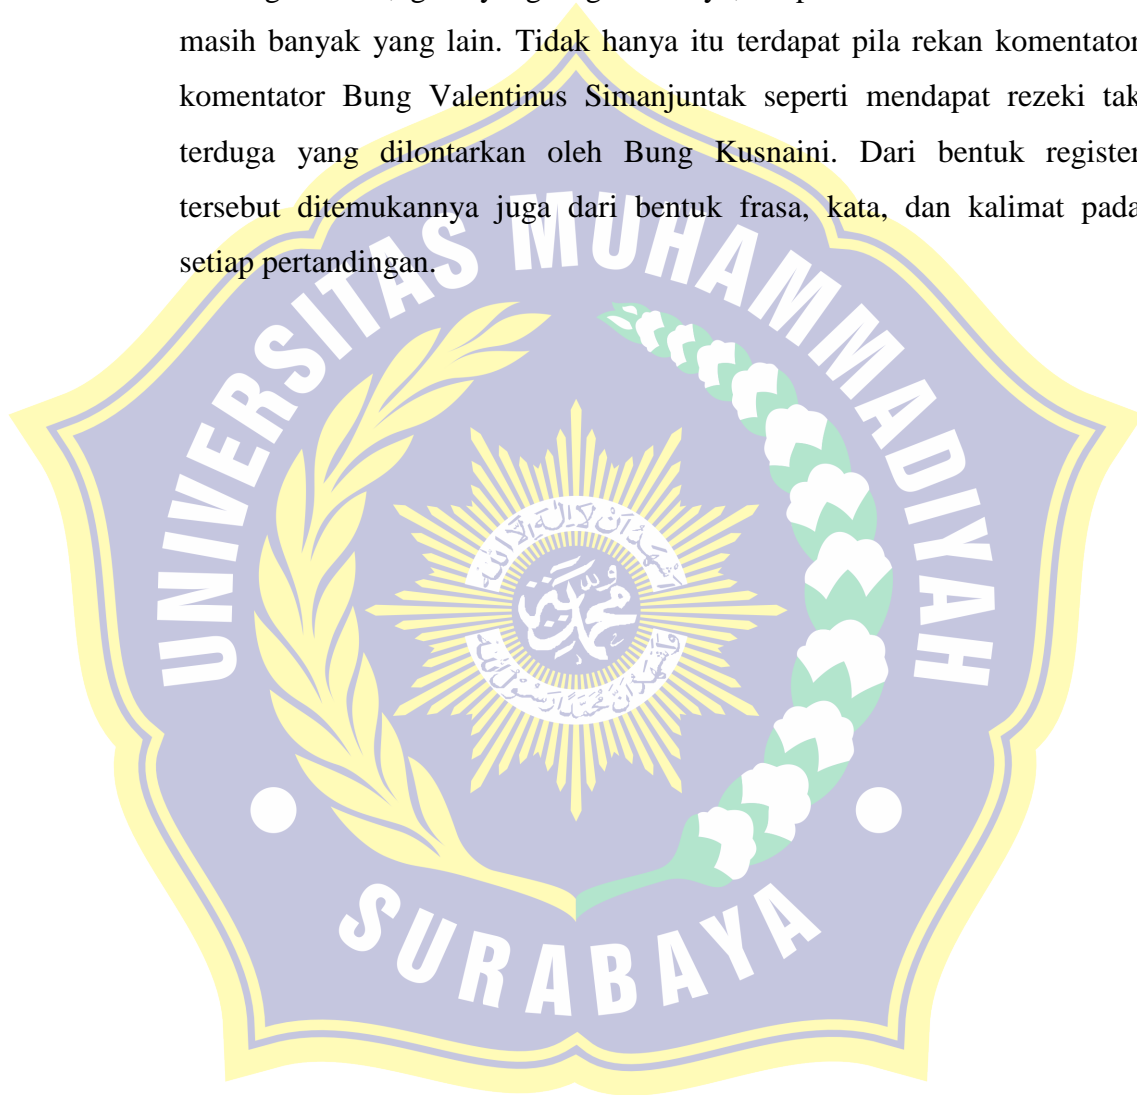 masih banyak yang lain. Tidak hanya itu terdapat pila rekan komentator
komentator Bung Valentinus Simanjuntak seperti mendapat rezeki tak
terduga yang dilontarkan oleh Bung Kusnaini. Dari bentuk register
tersebut ditemukannya juga dari bentuk frasa, kata, dan kalimat pada
setiap pertandingan.
UNIVERSITAS MUHAMMADIYAH
SURABAYA